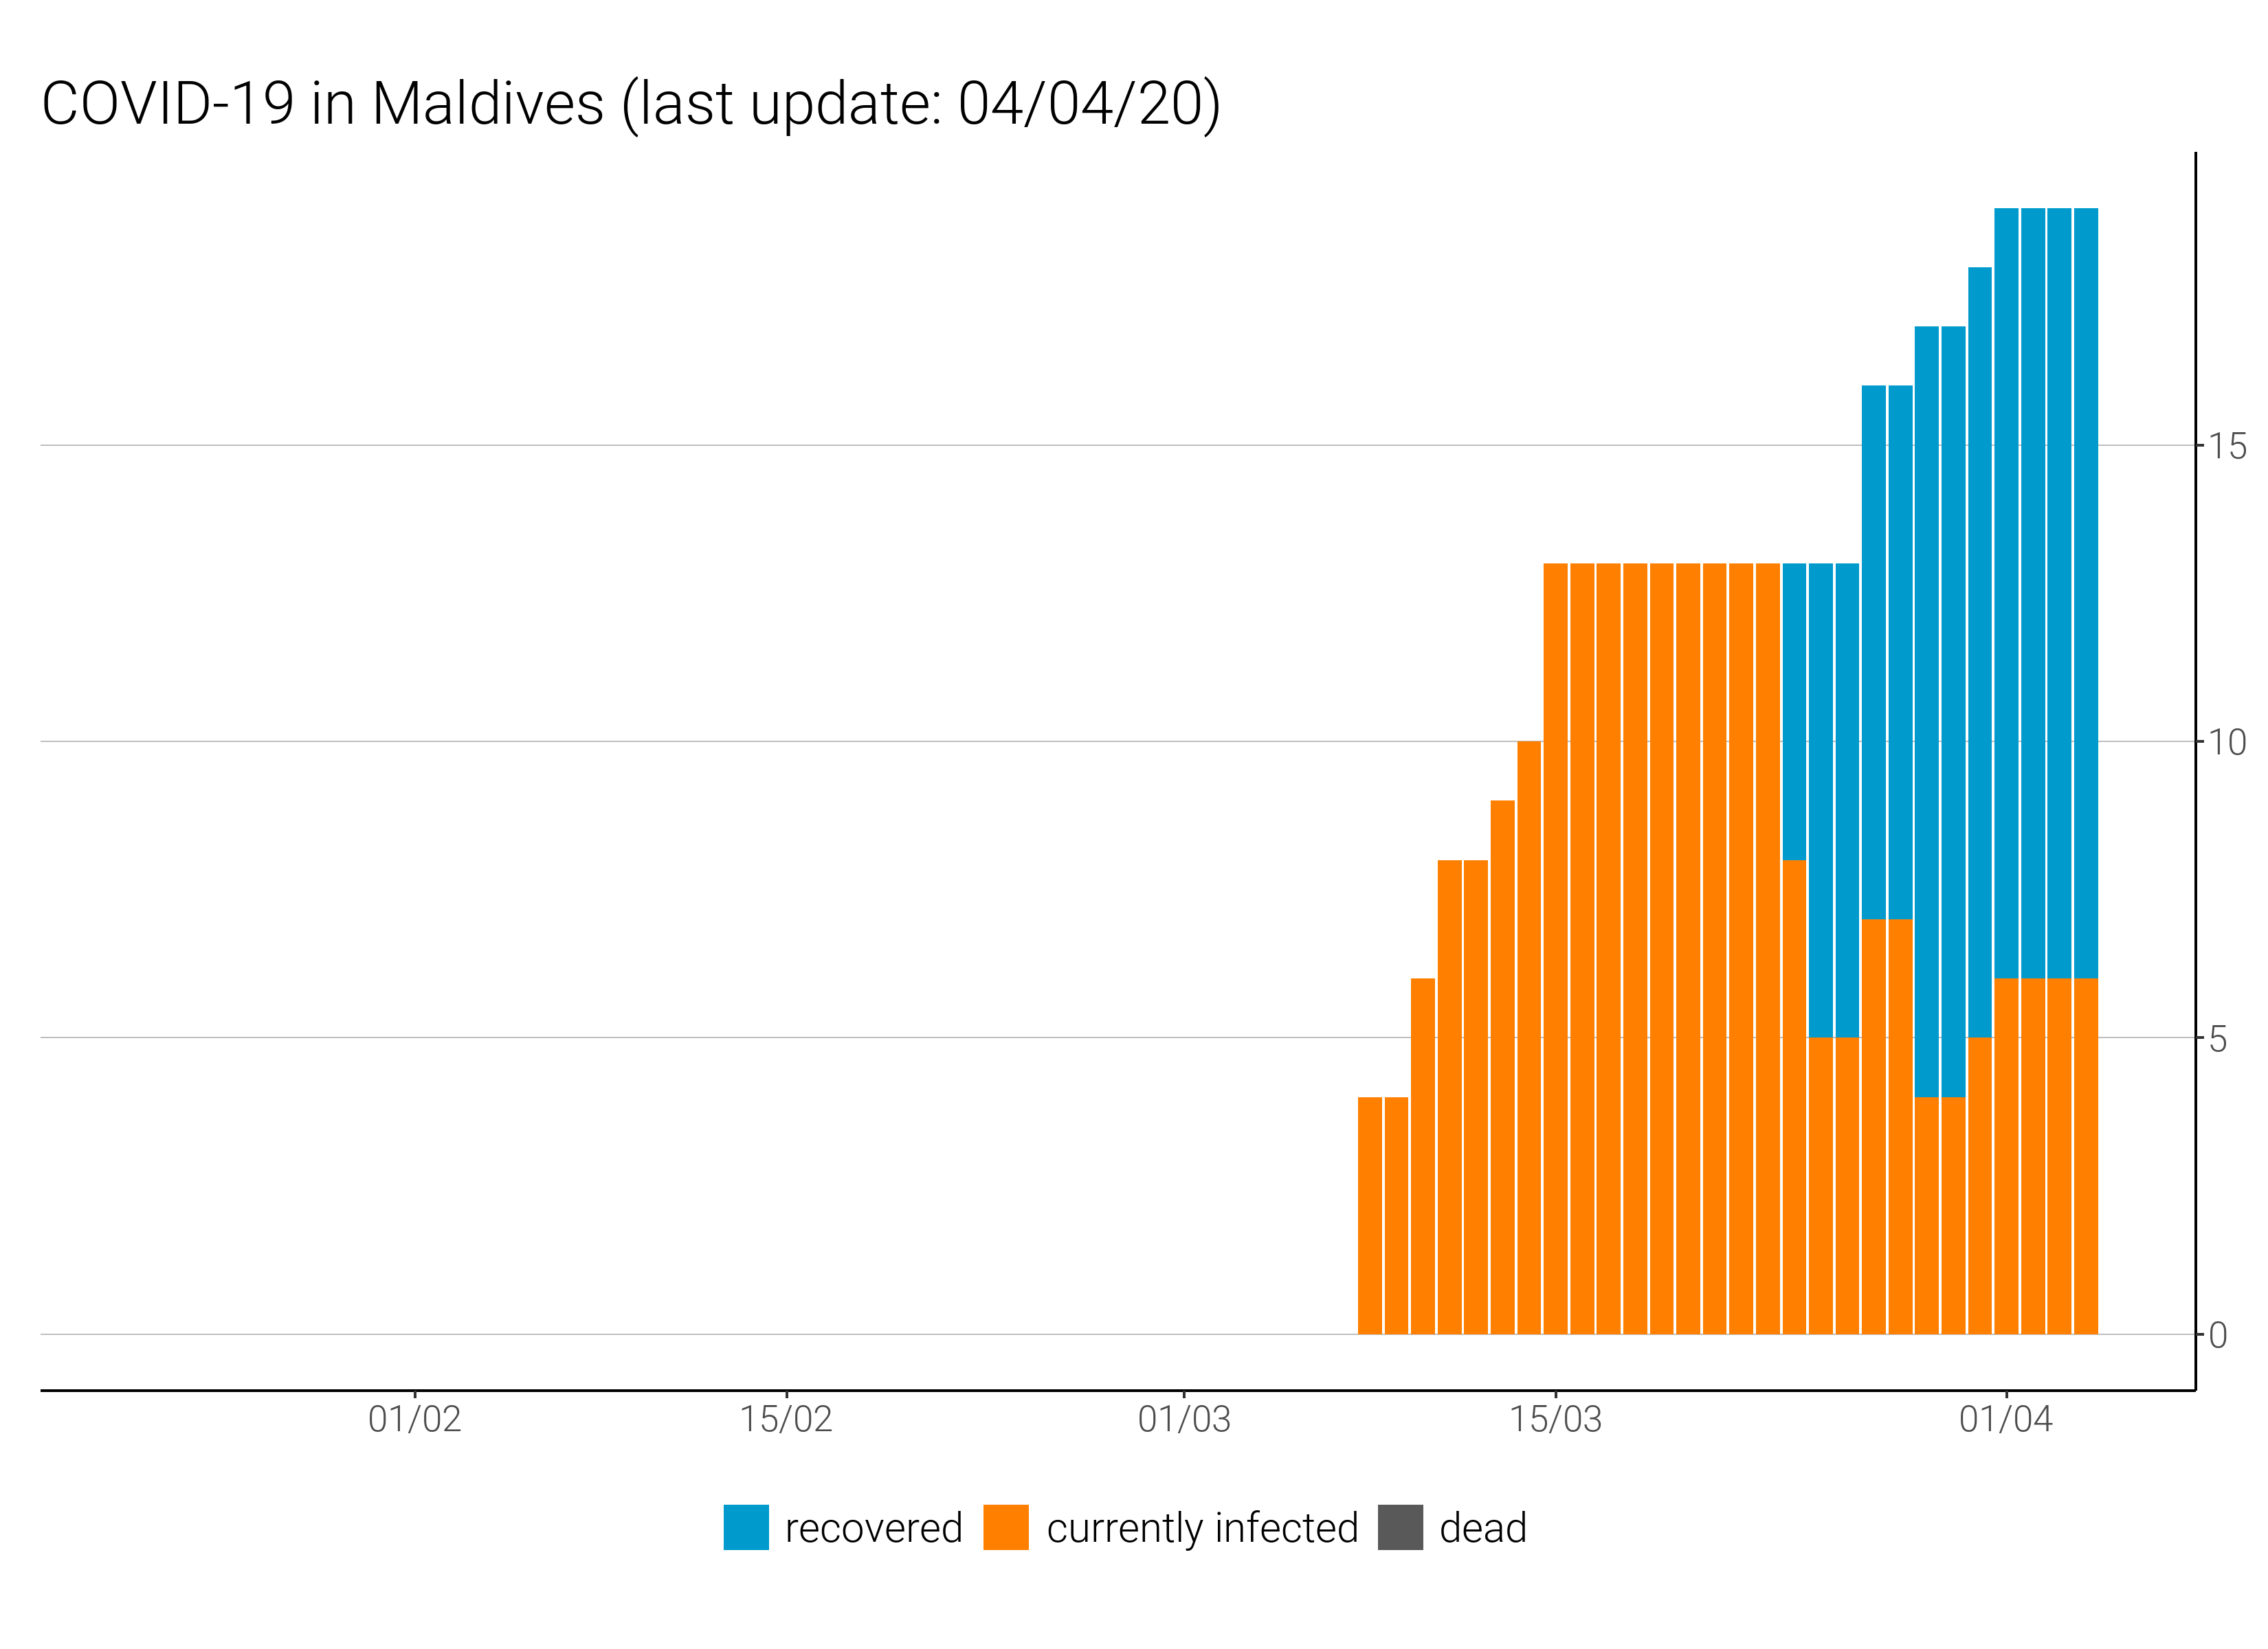 COVID-19 in Maldives (last update: 04/04/20)
15
10
5
0
01/02 15/02 01/03 15/03 01/04
recovered currently infected dead